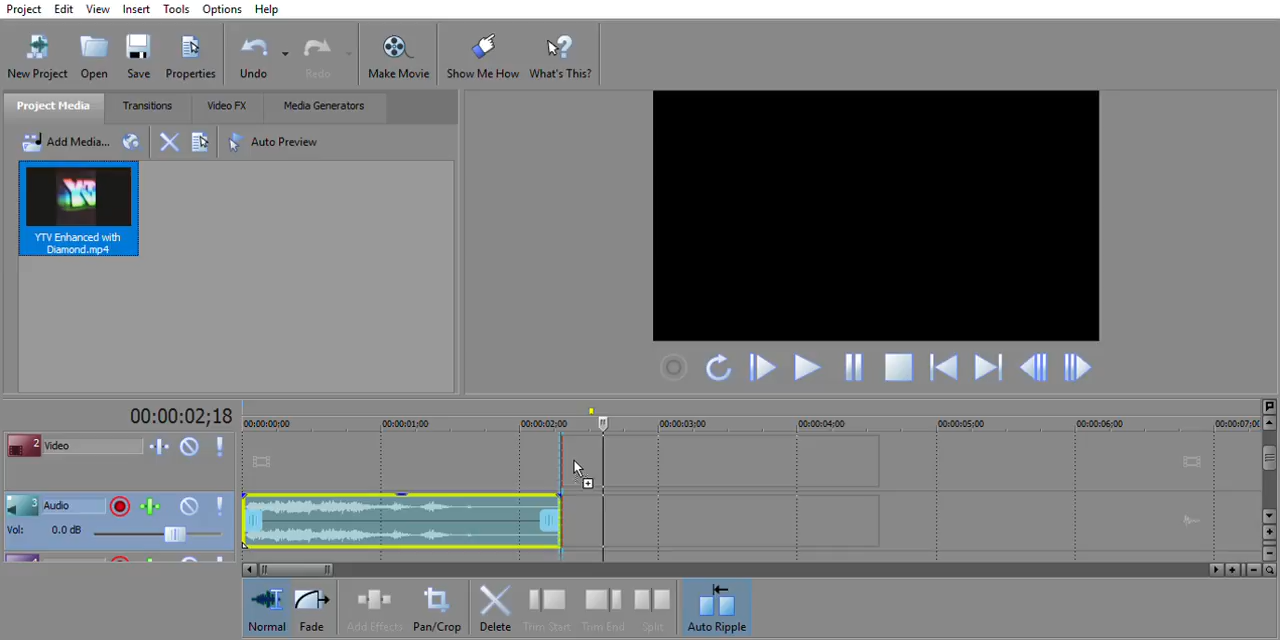 Project Edit View Insert Tools Options Help
New Project Open Save Properties Undo Redo Make Movie Show Me How What's This?
Project Media Transitions Video FX Media Generators
Add Media... Auto Preview
YTV
YTV Enhanced with
Diamond.mp4
00:00:02;18
00:00:00:00 00:00:01:00 00:00:02:00 00:00:03:00 00:00:04:00 00:00:05:00 00:00:06:00 00:00:07:00
2 Video
3 Audio
Vol: 0.0 dB
4
Normal Fade Add Effects Pan/Crop Delete Trim Start Trim End Split Auto Ripple